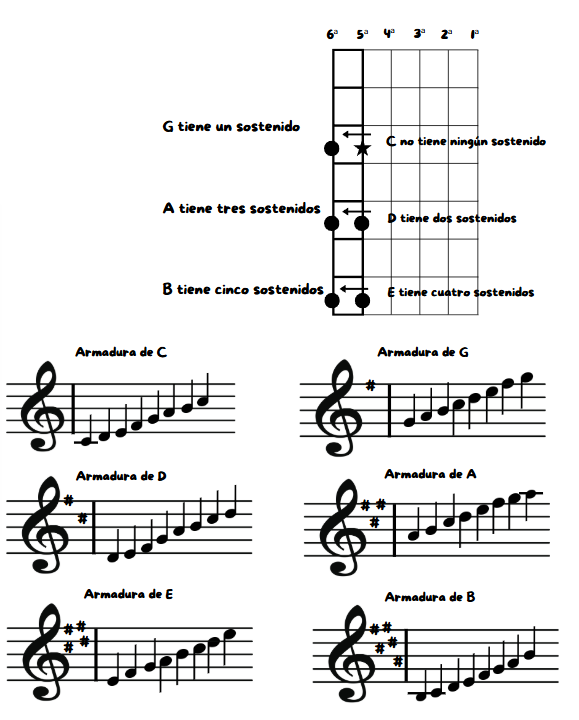 6ª 5ª 4ª 3ª 2ª 1ª
G tiene un sostenido
C no tiene ningún sostenido
A tiene tres sostenidos
D tiene dos sostenidos
B tiene cinco sostenidos
E tiene cuatro sostenidos
Armadura de C
Armadura de G
Armadura de D
Armadura de A
Armadura de E
Armadura de B